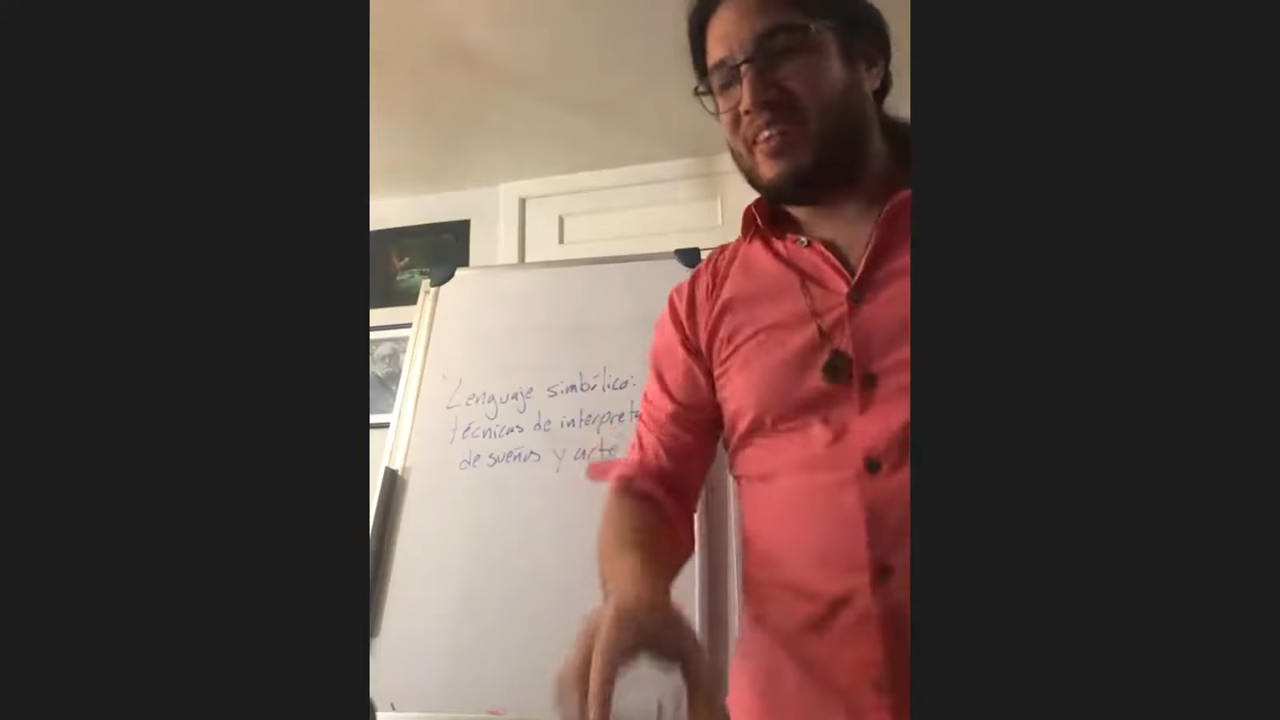 "Lenguaje simbólico:
técnicas de interpreta
de sueños y arte